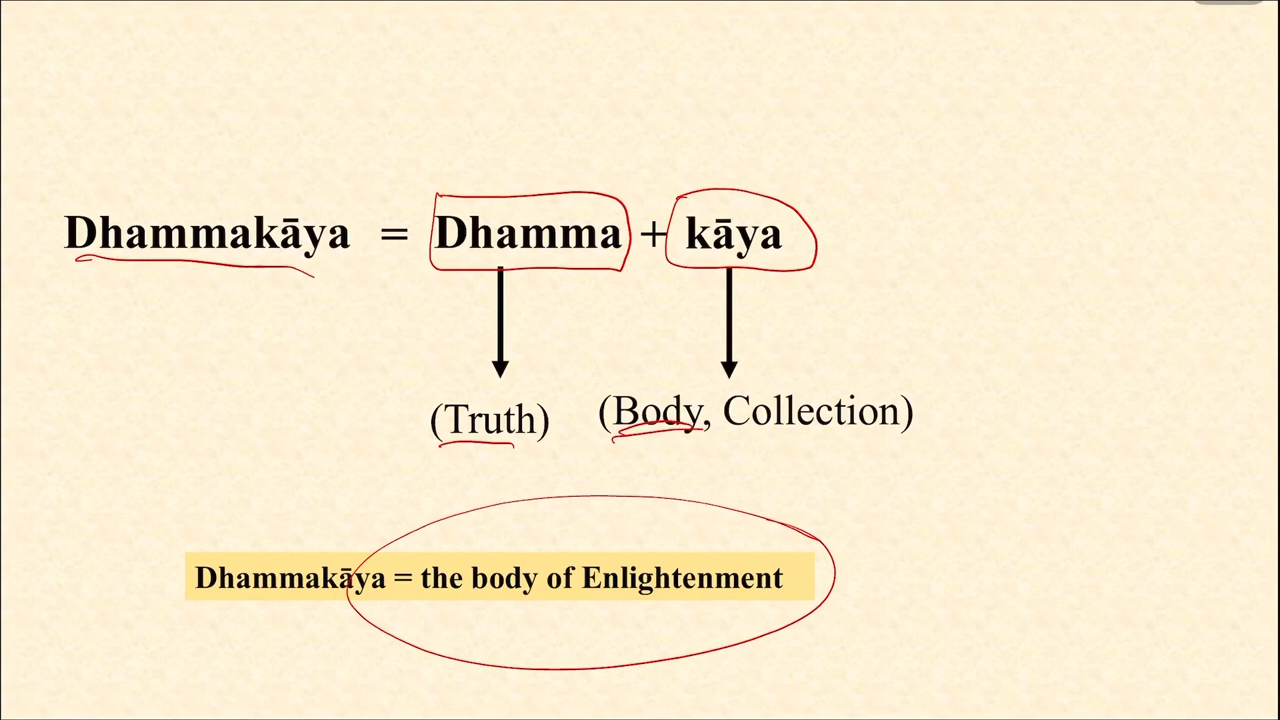 Dhammakāya = Dhamma + kāya
(Truth) (Body, Collection)
Dhammakāya = the body of Enlightenment